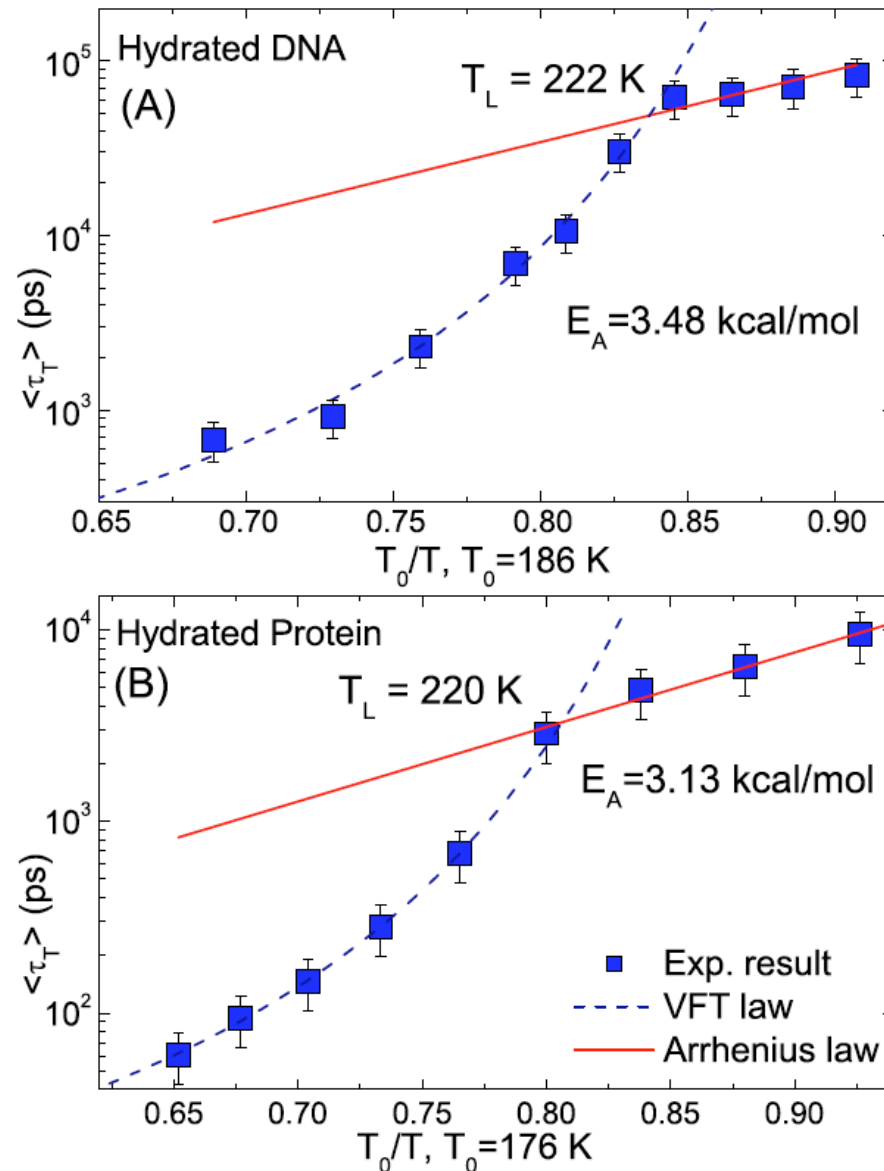 Hydrated DNA
(A)
T_L = 222 K
E_A=3.48 kcal/mol
<τ_T> (ps)
10^5
10^4
10^3
0.65 0.70 0.75 0.80 0.85 0.90
T_0/T, T_0=186 K
Hydrated Protein
(B)
T_L = 220 K
E_A=3.13 kcal/mol
<τ_T> (ps)
10^4
10^3
10^2
Exp. result
VFT law
Arrhenius law
0.65 0.70 0.75 0.80 0.85 0.90
T_0/T, T_0=176 K